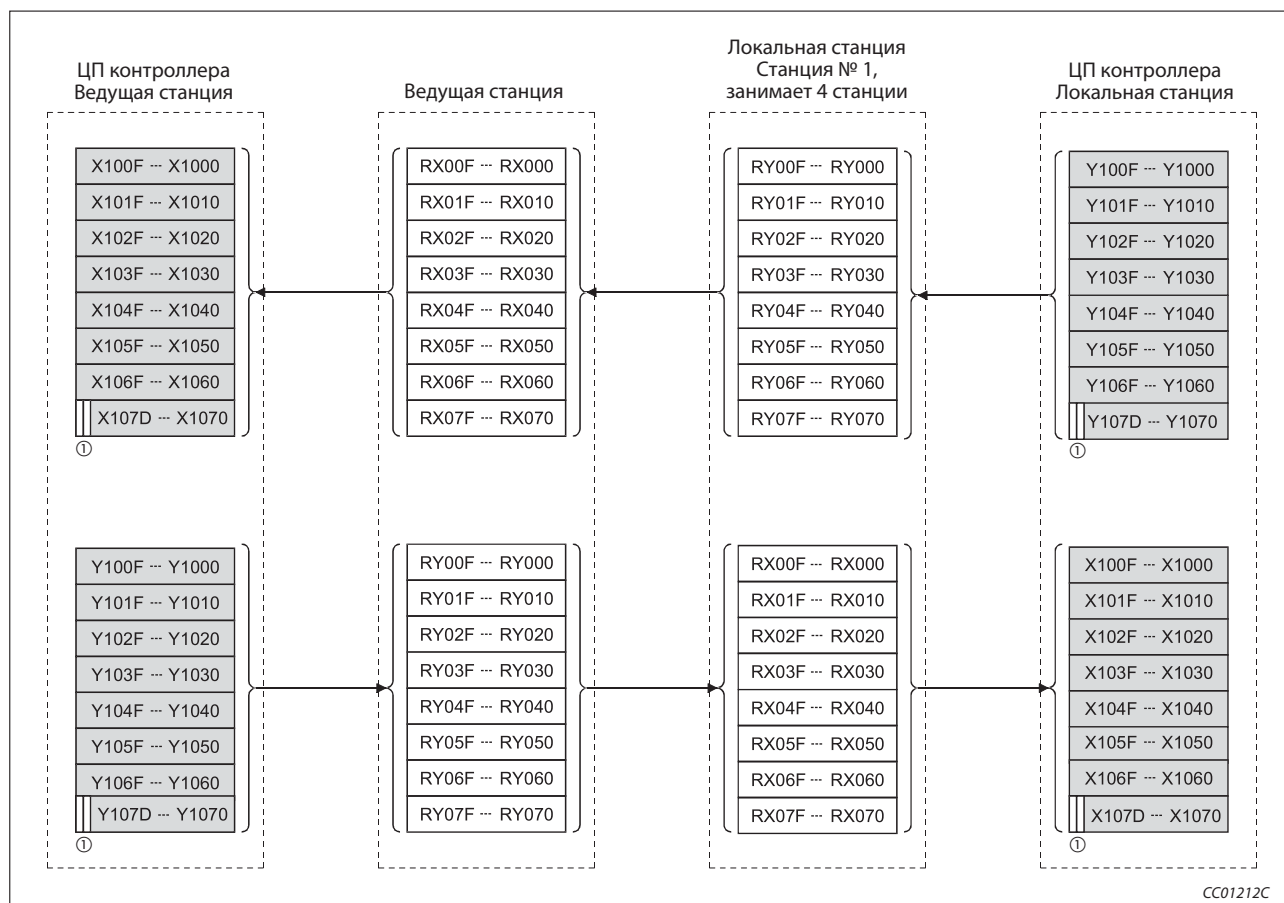 ЦП контроллера
Ведущая станция
Ведущая станция
Локальная станция
Станция № 1,
занимает 4 станции
ЦП контроллера
Локальная станция
X100F --- X1000
X101F --- X1010
X102F --- X1020
X103F --- X1030
X104F --- X1040
X105F --- X1050
X106F --- X1060
X107D --- X1070
①
RX00F --- RX000
RX01F --- RX010
RX02F --- RX020
RX03F --- RX030
RX04F --- RX040
RX05F --- RX050
RX06F --- RX060
RX07F --- RX070
RY00F --- RY000
RY01F --- RY010
RY02F --- RY020
RY03F --- RY030
RY04F --- RY040
RY05F --- RY050
RY06F --- RY060
RY07F --- RY070
Y100F --- Y1000
Y101F --- Y1010
Y102F --- Y1020
Y103F --- Y1030
Y104F --- Y1040
Y105F --- Y1050
Y106F --- Y1060
Y107D --- Y1070
①
Y100F --- Y1000
Y101F --- Y1010
Y102F --- Y1020
Y103F --- Y1030
Y104F --- Y1040
Y105F --- Y1050
Y106F --- Y1060
Y107D --- Y1070
①
RY00F --- RY000
RY01F --- RY010
RY02F --- RY020
RY03F --- RY030
RY04F --- RY040
RY05F --- RY050
RY06F --- RY060
RY07F --- RY070
RX00F --- RX000
RX01F --- RX010
RX02F --- RX020
RX03F --- RX030
RX04F --- RX040
RX05F --- RX050
RX06F --- RX060
RX07F --- RX070
X100F --- X1000
X101F --- X1010
X102F --- X1020
X103F --- X1030
X104F --- X1040
X105F --- X1050
X106F --- X1060
X107D --- X1070
①
CC01212C